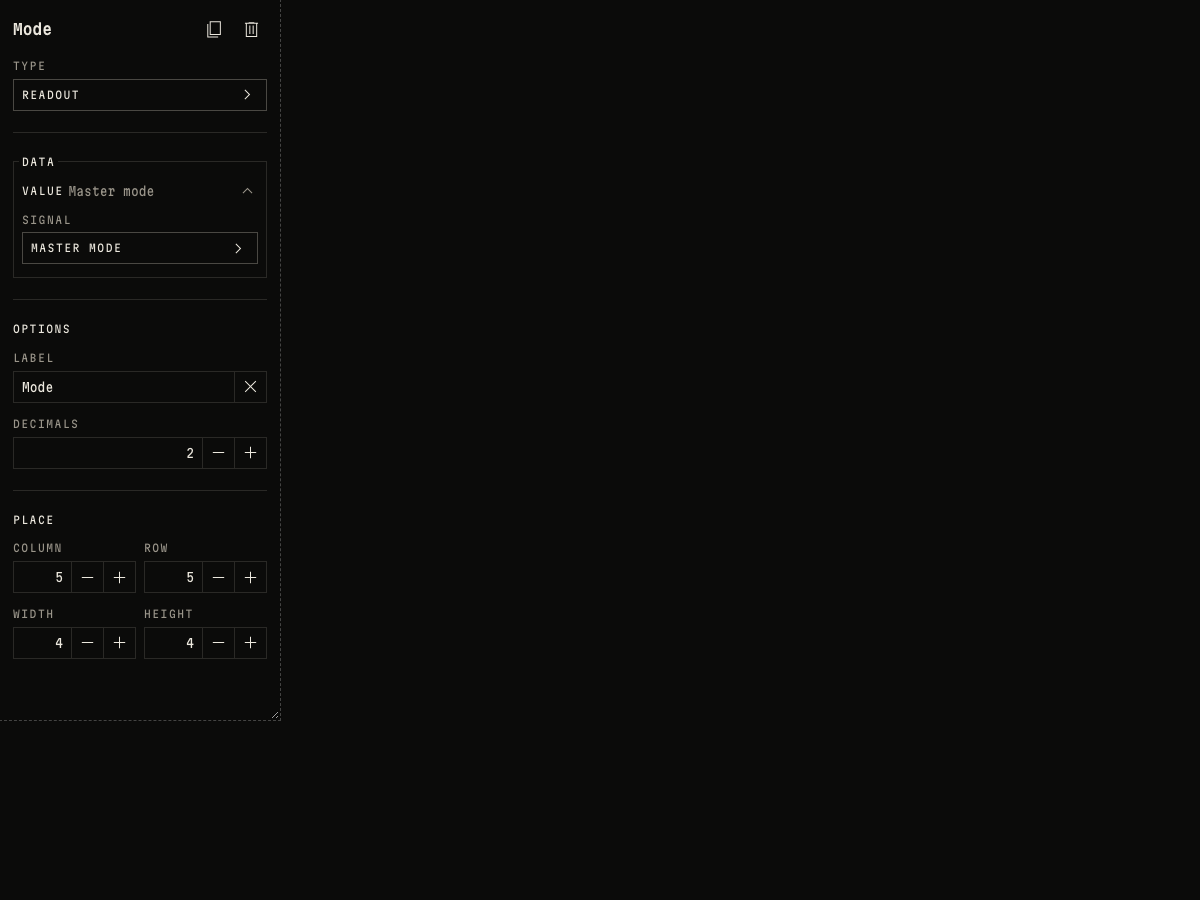 Mode
TYPE
READOUT
DATA
VALUE Master mode
SIGNAL
MASTER MODE
OPTIONS
LABEL
Mode
DECIMALS
2
PLACE
COLUMN ROW
5 5
WIDTH HEIGHT
4 4